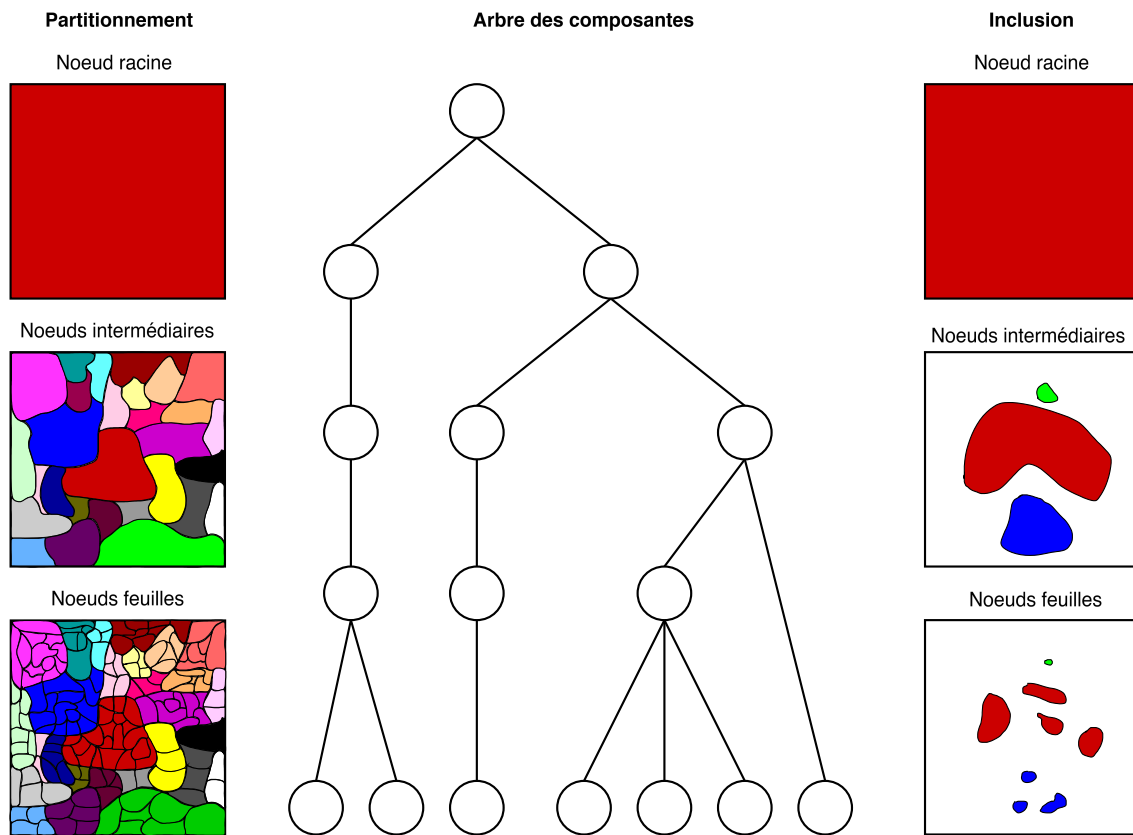 Partitionnement
Arbre des composantes
Inclusion
Noeud racine
Noeud racine
Noeuds intermédiaires
Noeuds intermédiaires
Noeuds feuilles
Noeuds feuilles